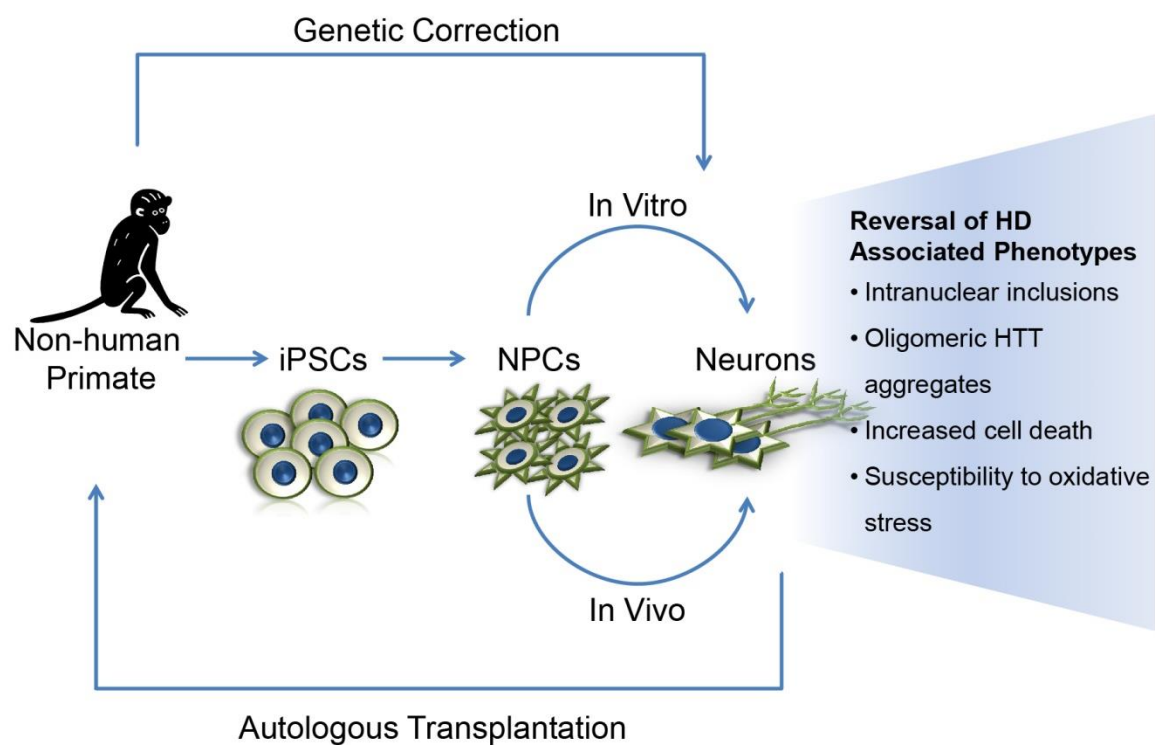 Genetic Correction
In Vitro
Non-human
Primate
iPSCs
NPCs
Neurons
In Vivo
Autologous Transplantation
Reversal of HD
Associated Phenotypes
• Intranuclear inclusions
• Oligomeric HTT
aggregates
• Increased cell death
• Susceptibility to oxidative
stress